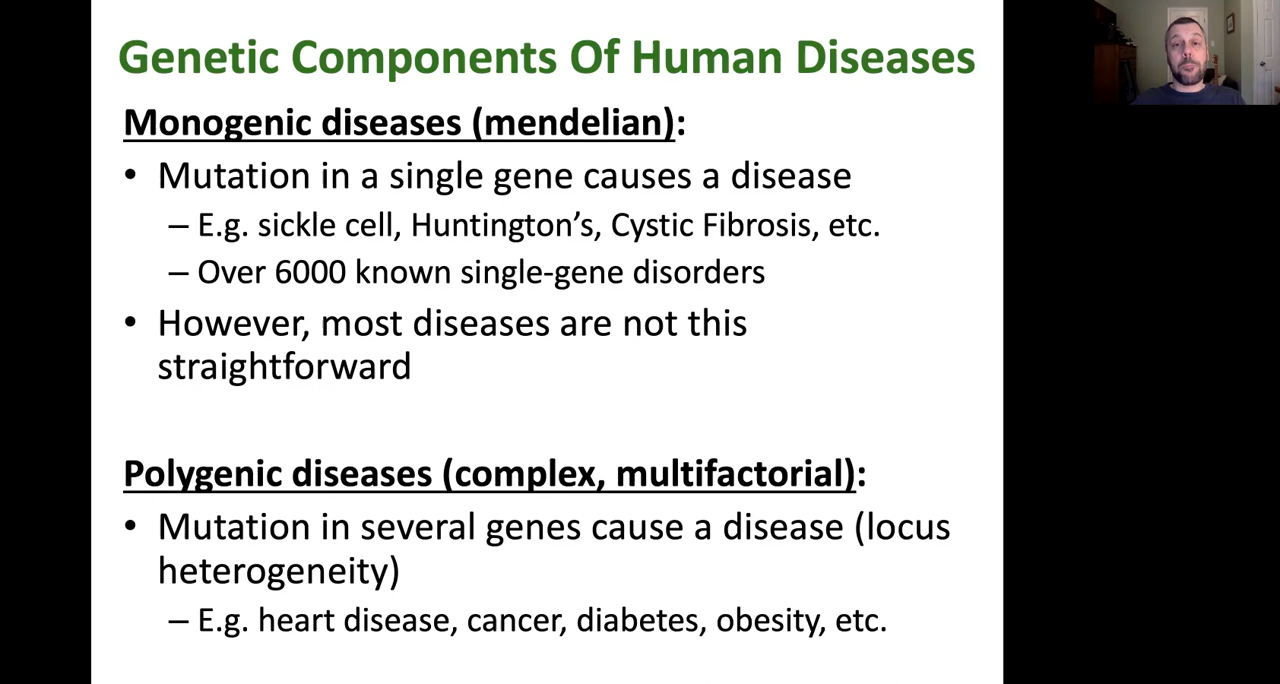 Genetic Components Of Human Diseases
Monogenic diseases (mendelian):
• Mutation in a single gene causes a disease
– E.g. sickle cell, Huntington’s, Cystic Fibrosis, etc.
– Over 6000 known single-gene disorders
• However, most diseases are not this
straightforward
Polygenic diseases (complex, multifactorial):
• Mutation in several genes cause a disease (locus
heterogeneity)
– E.g. heart disease, cancer, diabetes, obesity, etc.